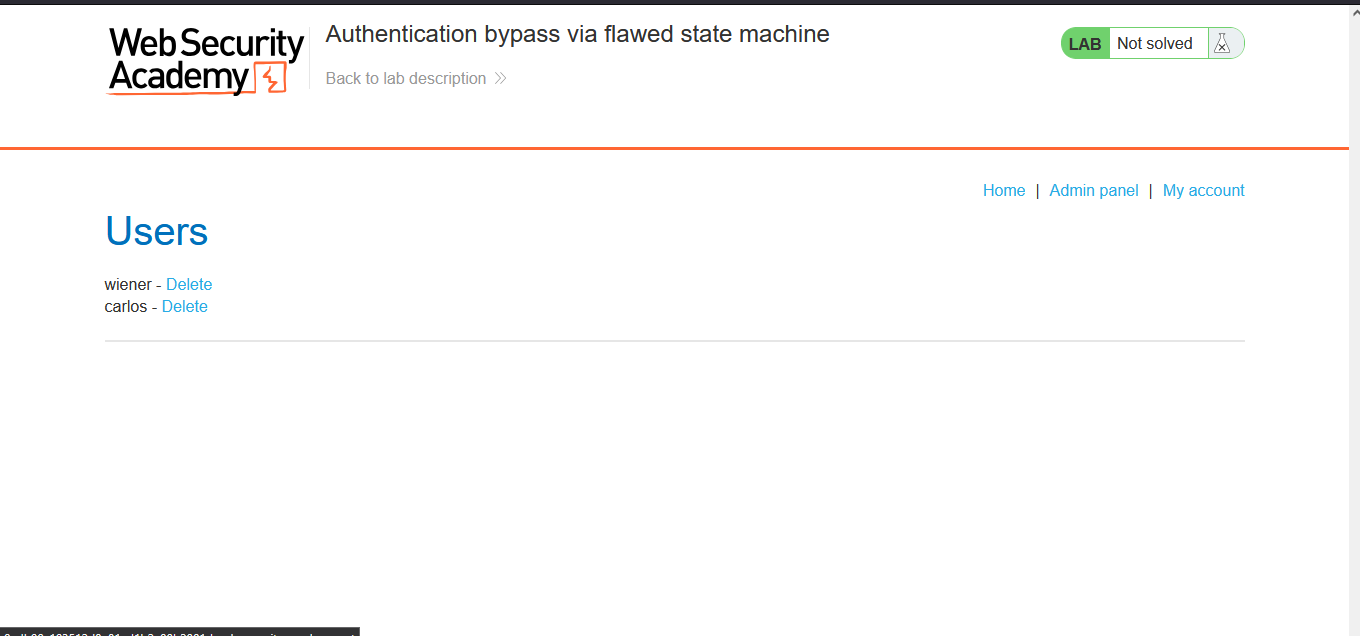 Web Security
Academy
Authentication bypass via flawed state machine
Back to lab description
LAB Not solved
Home | Admin panel | My account
Users
wiener - Delete
carlos - Delete